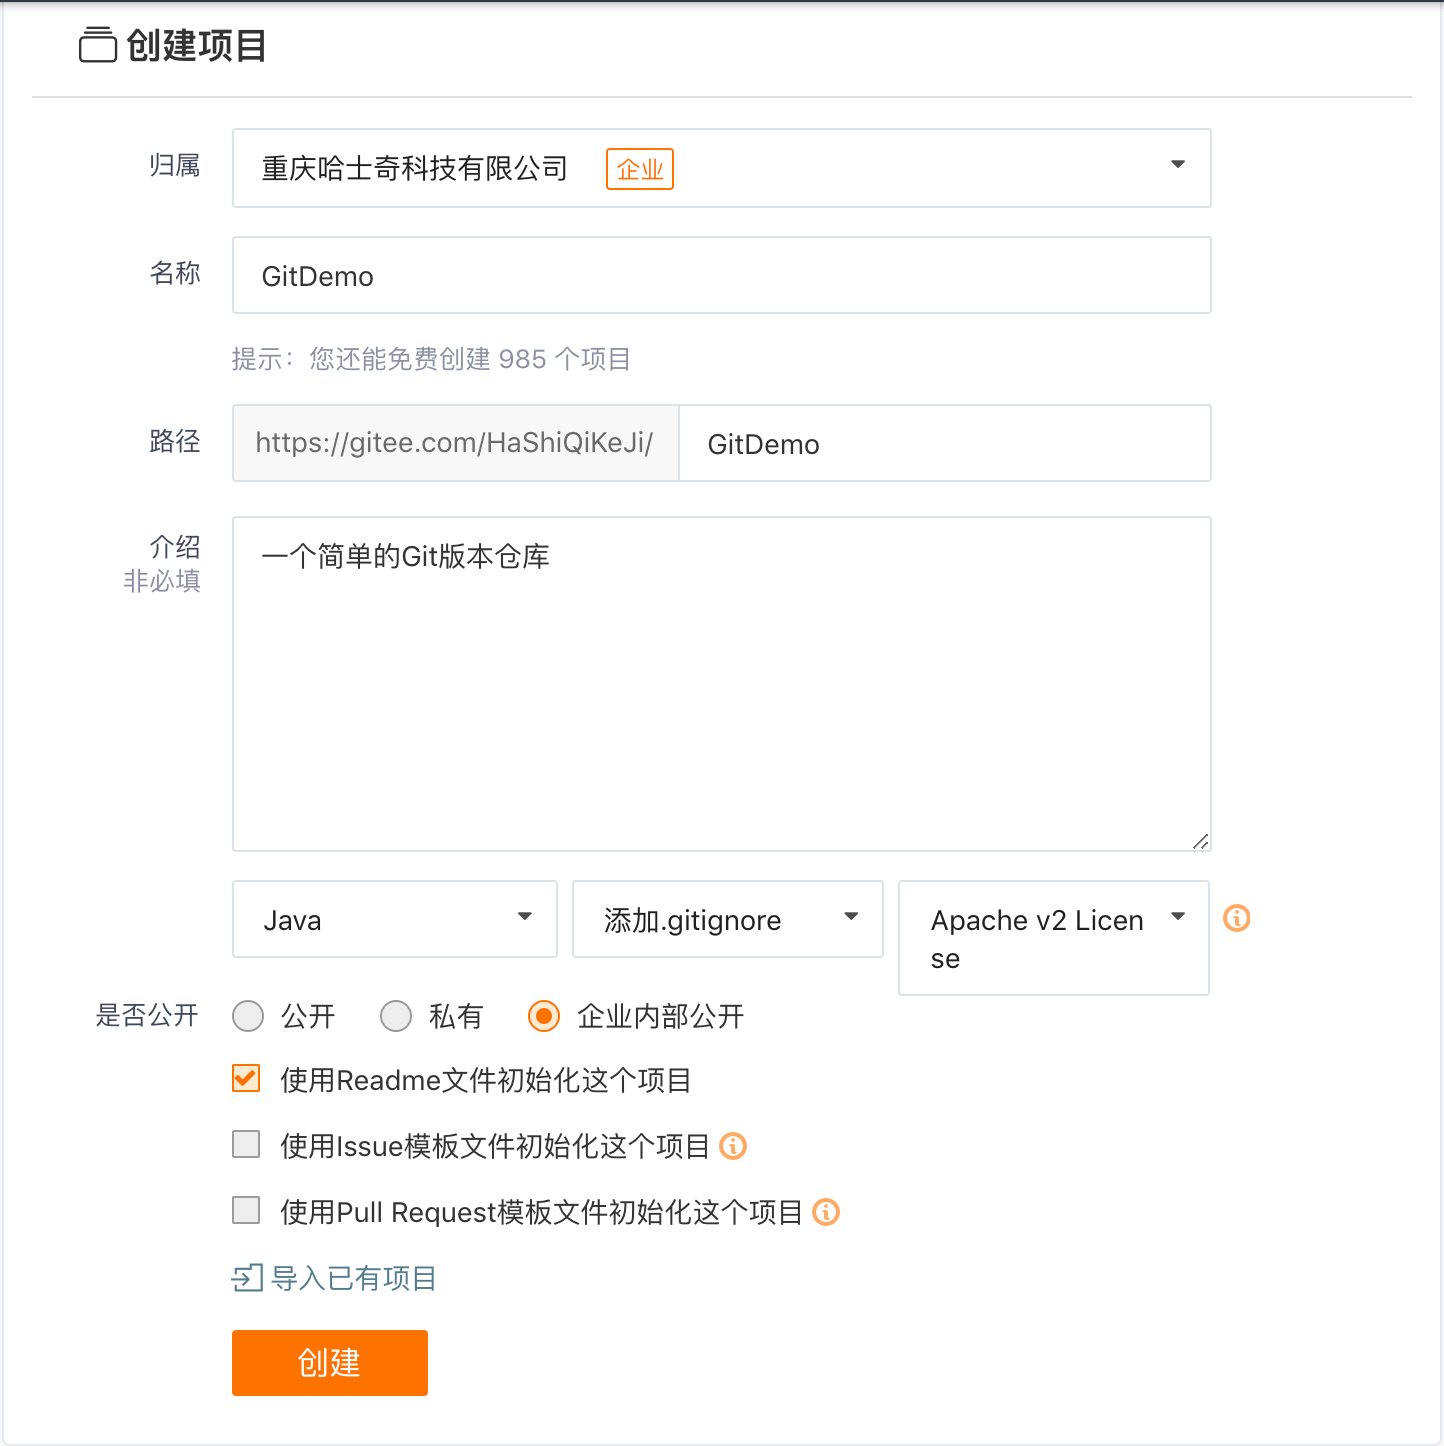 创建项目
归属
重庆哈士奇科技有限公司 企业
名称
GitDemo
提示：您还能免费创建 985 个项目
路径
https://gitee.com/HaShiQiKeJi/ GitDemo
介绍
非必填
一个简单的Git版本仓库
Java 添加.gitignore Apache v2 Licen
se
是否公开 公开 私有 企业内部公开
使用Readme文件初始化这个项目
使用Issue模板文件初始化这个项目
使用Pull Request模板文件初始化这个项目
导入已有项目
创建